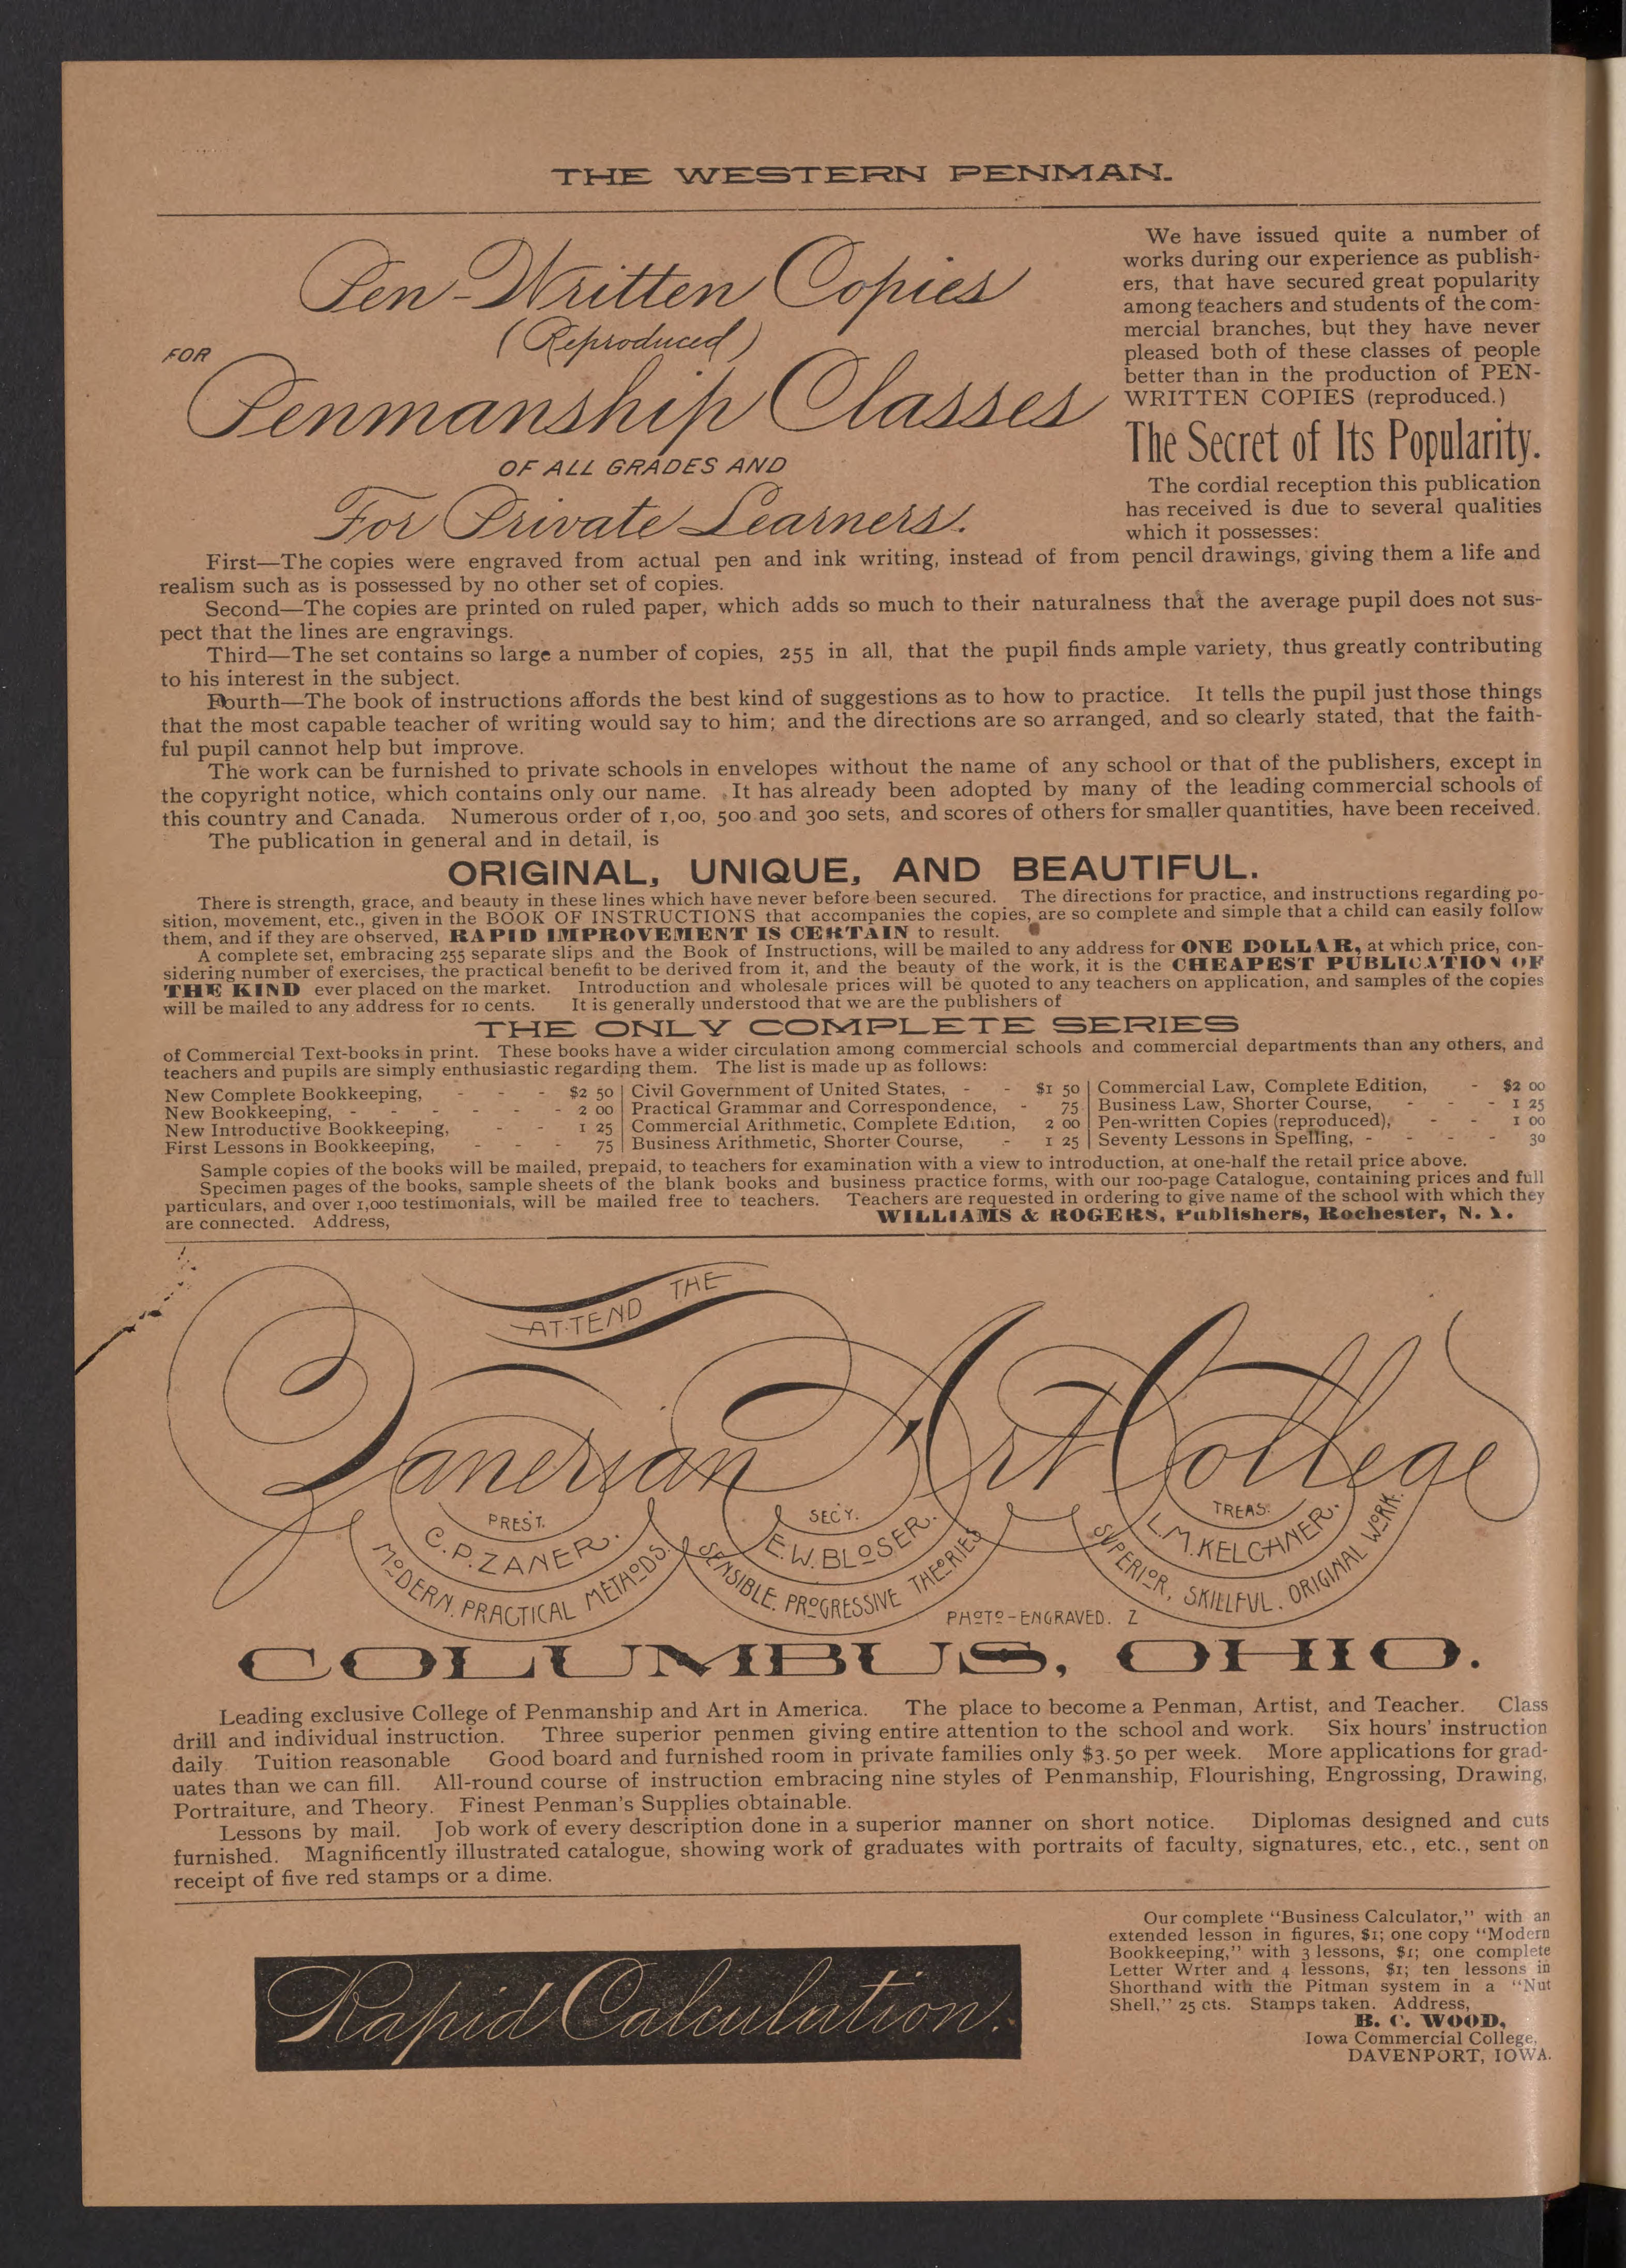 THE WESTERN PENMAN.
Pen-Written Copies
(Reproduced)
FOR
Penmanship Classes
OF ALL GRADES AND
For Private Learners.
We have issued quite a number of
works during our experience as publish-
ers, that have secured great popularity
among teachers and students of the com-
mercial branches, but they have never
pleased both of these classes of people
better than in the production of PEN-
WRITTEN COPIES (reproduced.)
The Secret of Its Popularity.
The cordial reception this publication
has received is due to several qualities
which it possesses:
First—The copies were engraved from actual pen and ink writing, instead of from pencil drawings, giving them a life and
realism such as is possessed by no other set of copies.
Second—The copies are printed on ruled paper, which adds so much to their naturalness that the average pupil does not sus-
pect that the lines are engravings.
Third—The set contains so large a number of copies, 255 in all, that the pupil finds ample variety, thus greatly contributing
to his interest in the subject.
Fourth—The book of instructions affords the best kind of suggestions as to how to practice. It tells the pupil just those things
that the most capable teacher of writing would say to him; and the directions are so arranged, and so clearly stated, that the faith-
ful pupil cannot help but improve.
The work can be furnished to private schools in envelopes without the name of any school or that of the publishers, except in
the copyright notice, which contains only our name. It has already been adopted by many of the leading commercial schools of
this country and Canada. Numerous order of 1,00, 500 and 300 sets, and scores of others for smaller quantities, have been received.
The publication in general and in detail, is
ORIGINAL, UNIQUE, AND BEAUTIFUL.
There is strength, grace, and beauty in these lines which have never before been secured. The directions for practice, and instructions regarding po-
sition, movement, etc., given in the BOOK OF INSTRUCTIONS that accompanies the copies, are so complete and simple that a child can easily follow
them, and if they are observed, RAPID IMPROVEMENT IS CERTAIN to result.
A complete set, embracing 255 separate slips and the Book of Instructions, will be mailed to any address for ONE DOLLAR, at which price, con-
sidering number of exercises, the practical benefit to be derived from it, and the beauty of the work, it is the CHEAPEST PUBLICATION OF
THE KIND ever placed on the market. Introduction and wholesale prices will be quoted to any teachers on application, and samples of the copies
will be mailed to any address for 10 cents. It is generally understood that we are the publishers of
THE ONLY COMPLETE SERIES
of Commercial Text-books in print. These books have a wider circulation among commercial schools and commercial departments than any others, and
teachers and pupils are simply enthusiastic regarding them. The list is made up as follows:
New Complete Bookkeeping, - - - $2 50
New Bookkeeping, - - - - - - 2 00
New Introductive Bookkeeping, - - 1 25
First Lessons in Bookkeeping, - - - 75
Civil Government of United States, - - $1 50
Practical Grammar and Correspondence, - 75
Commercial Arithmetic, Complete Edition, 2 00
Business Arithmetic, Shorter Course, - 1 25
Commercial Law, Complete Edition, - $2 00
Business Law, Shorter Course, - - - 1 25
Pen-written Copies (reproduced), - - 1 00
Seventy Lessons in Spelling, - - - - 30
Sample copies of the books will be mailed, prepaid, to teachers for examination with a view to introduction, at one-half the retail price above.
Specimen pages of the books, sample sheets of the blank books and business practice forms, with our 100-page Catalogue, containing prices and full
particulars, and over 1,000 testimonials, will be mailed free to teachers. Teachers are requested in ordering to give name of the school with which they
are connected. Address, WILLIAMS & ROGERS, Publishers, Rochester, N. Y.
ATTEND THE
Zanerian Art College
PRES'T.
C.P. ZANER.
MODERN, PRACTICAL METHODS.
SEC'Y.
E.W. BLOSER.
SENSIBLE, PROGRESSIVE THEORIES
TREAS.
L.M. KELCHNER.
SUPERIOR, SKILLFUL, ORIGINAL WORK.
PHOTO-ENGRAVED. Z
COLUMBUS, OHIO.
Leading exclusive College of Penmanship and Art in America. The place to become a Penman, Artist, and Teacher. Class
drill and individual instruction. Three superior penmen giving entire attention to the school and work. Six hours' instruction
daily Tuition reasonable Good board and furnished room in private families only $3.50 per week. More applications for grad-
uates than we can fill. All-round course of instruction embracing nine styles of Penmanship, Flourishing, Engrossing, Drawing,
Portraiture, and Theory. Finest Penman's Supplies obtainable.
Lessons by mail. Job work of every description done in a superior manner on short notice. Diplomas designed and cuts
furnished. Magnificently illustrated catalogue, showing work of graduates with portraits of faculty, signatures, etc., etc., sent on
receipt of five red stamps or a dime.
Rapid Calculation.
Our complete "Business Calculator," with an
extended lesson in figures, $1; one copy "Modern
Bookkeeping," with 3 lessons, $1; one complete
Letter Wrter and 4 lessons, $1; ten lessons in
Shorthand with the Pitman system in a "Nut
Shell," 25 cts. Stamps taken. Address,
B. C. WOOD,
Iowa Commercial College,
DAVENPORT, IOWA.